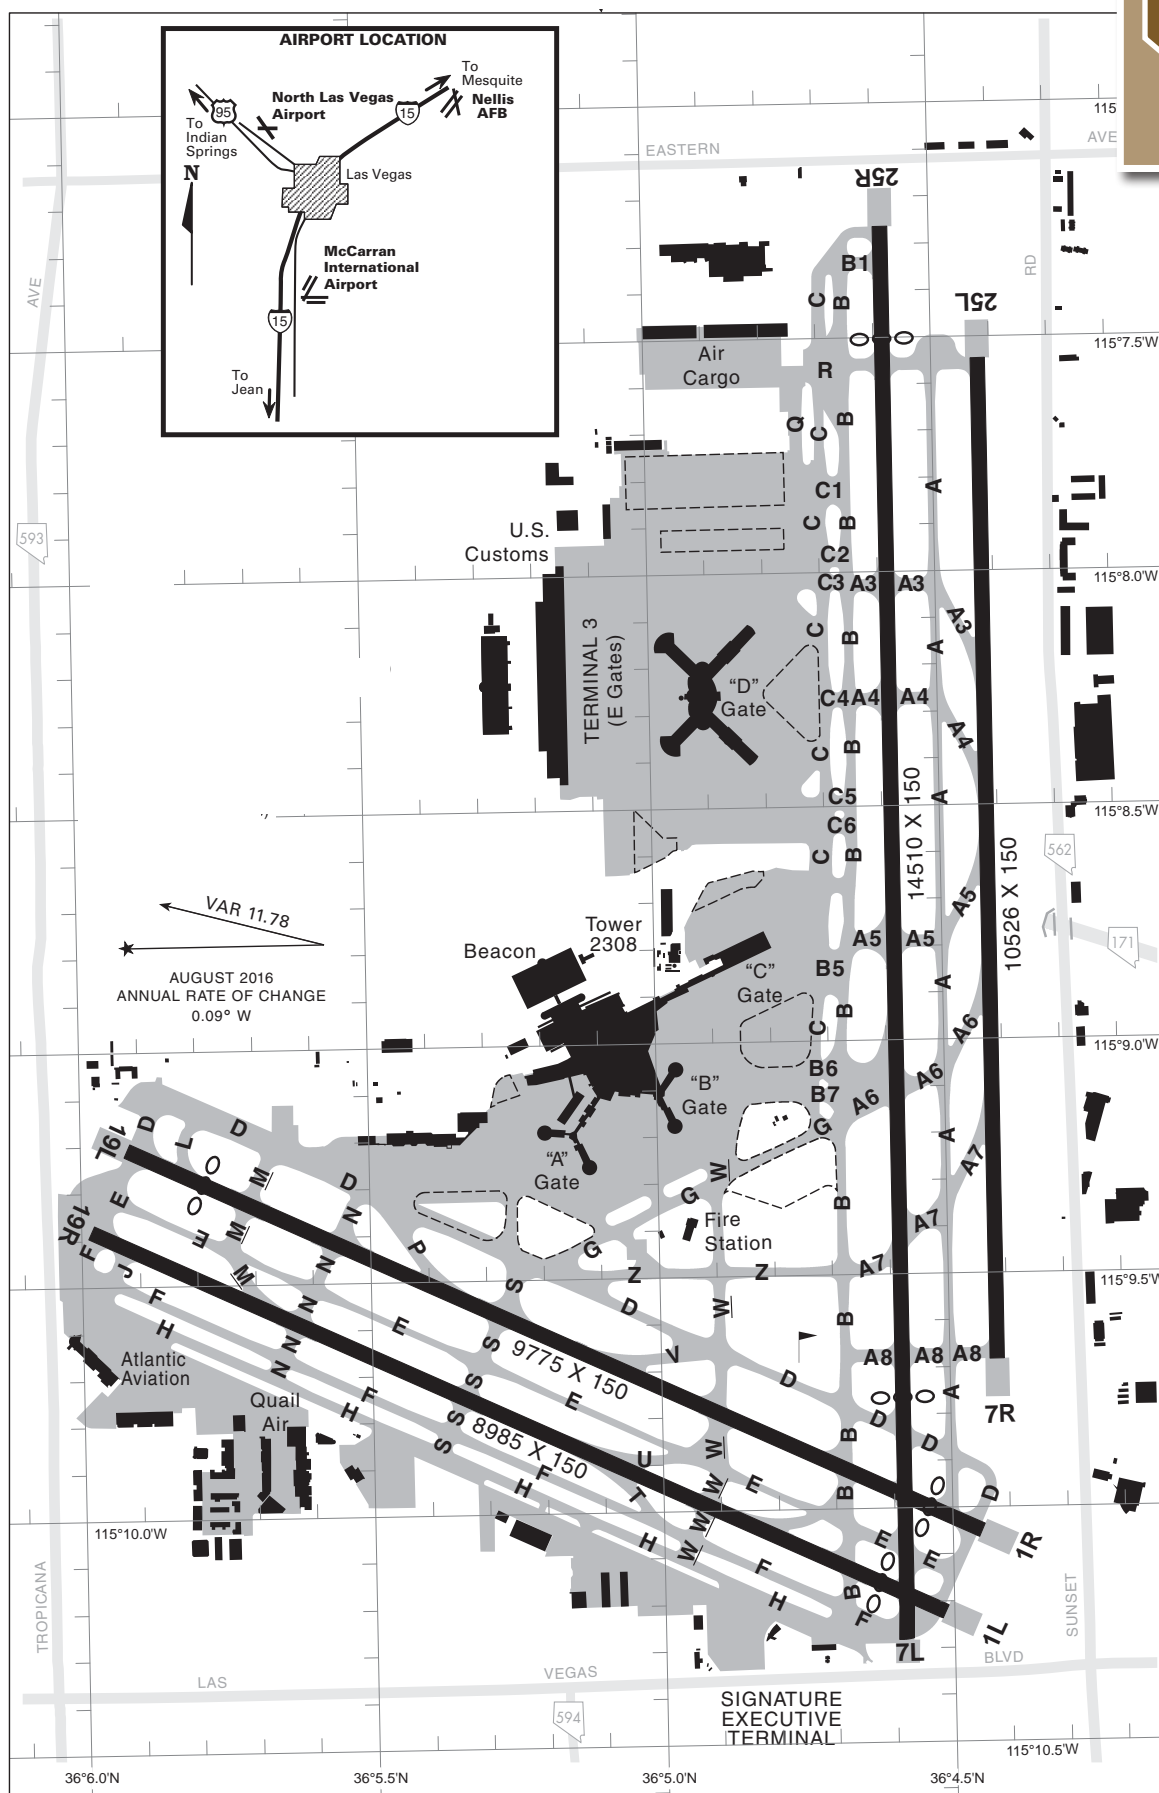 AIRPORT LOCATION
To
Mesquite
North Las Vegas
Airport
Nellis
AFB
95
15
To
Indian
Springs
N
Las Vegas
McCarran
International
Airport
15
To
Jean
EASTERN
AVE
115
AVE
RD
25R
B1
C
B
25L
115°7.5'W
Air
Cargo
R
Q
C
B
C1
A
593
U.S.
Customs
C
B
C2
C3
A3
A3
115°8.0'W
A3
C
B
A
TERMINAL 3
(E Gates)
"D"
Gate
C4
A4
A4
A4
C
B
C5
A
14510 X 150
115°8.5'W
C6
C
B
10526 X 150
562
A5
VAR 11.78
AUGUST 2016
ANNUAL RATE OF CHANGE
0.09° W
Beacon
Tower
2308
"C"
Gate
A5
A5
171
B5
A
C
B
A6
115°9.0'W
B6
A6
B7
A6
"B"
Gate
G
A
A7
"A"
Gate
19L
D
L
D
M
D
W
G
B
A7
19R
E
E
M
N
P
Fire
Station
F
J
M
N
G
Z
Z
A7
115°9.5'W
S
D
W
F
H
N
E
B
N
S
V
A8
A8
A8
N
9775 X 150
Atlantic
Aviation
S
D
A
F
H
E
D
7R
Quail
Air
S
8985 X 150
B
D
S
W
U
F
H
T
W
E
B
D
115°10.0'W
W
E
1R
H
W
F
E
H
B
F
1L
7L
TROPICANA
SUNSET
LAS
VEGAS
BLVD
594
SIGNATURE
EXECUTIVE
TERMINAL
115°10.5'W
36°6.0'N
36°5.5'N
36°5.0'N
36°4.5'N